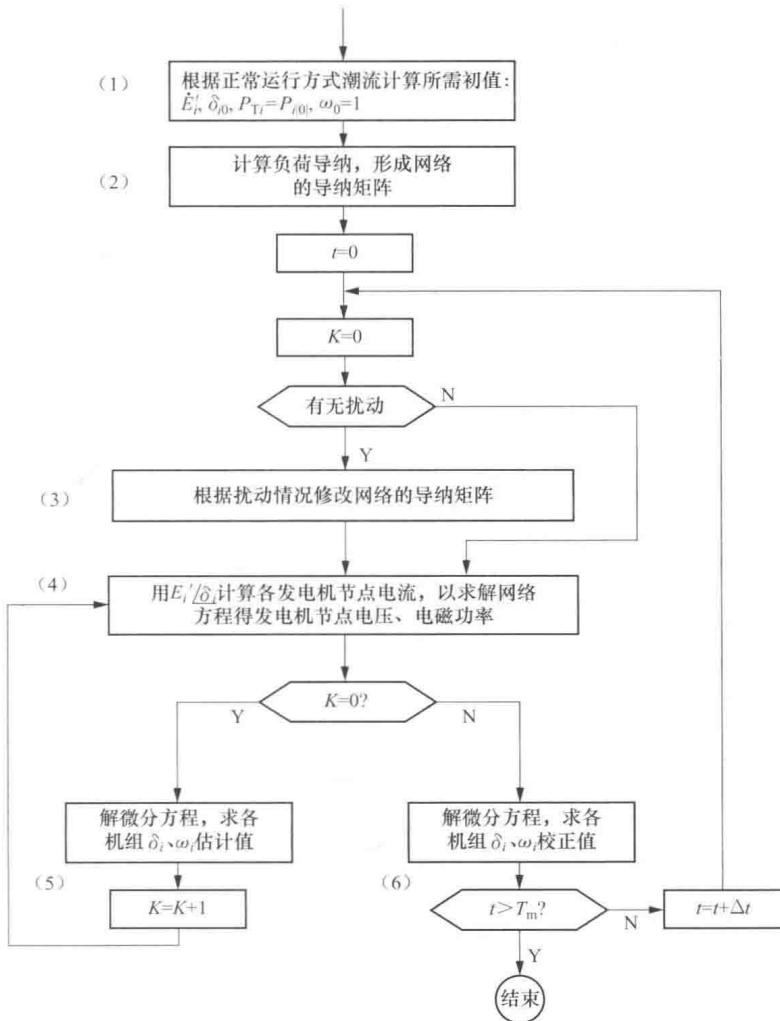 (1)
根据正常运行方式潮流计算所需初值:
Ė′i, δi0, PTi=Pi|0|, ω0=1
(2)
计算负荷导纳，形成网络
的导纳矩阵
t=0
K=0
有无扰动
N
Y
(3)
根据扰动情况修改网络的导纳矩阵
(4)
用Ei′/δi计算各发电机节点电流，以求解网络
方程得发电机节点电压、电磁功率
K=0?
Y
N
解微分方程，求各
机组δi、ωi估计值
解微分方程，求各
机组δi、ωi校正值
(5)
K=K+1
(6)
t>Tm?
N
t=t+Δt
Y
结束